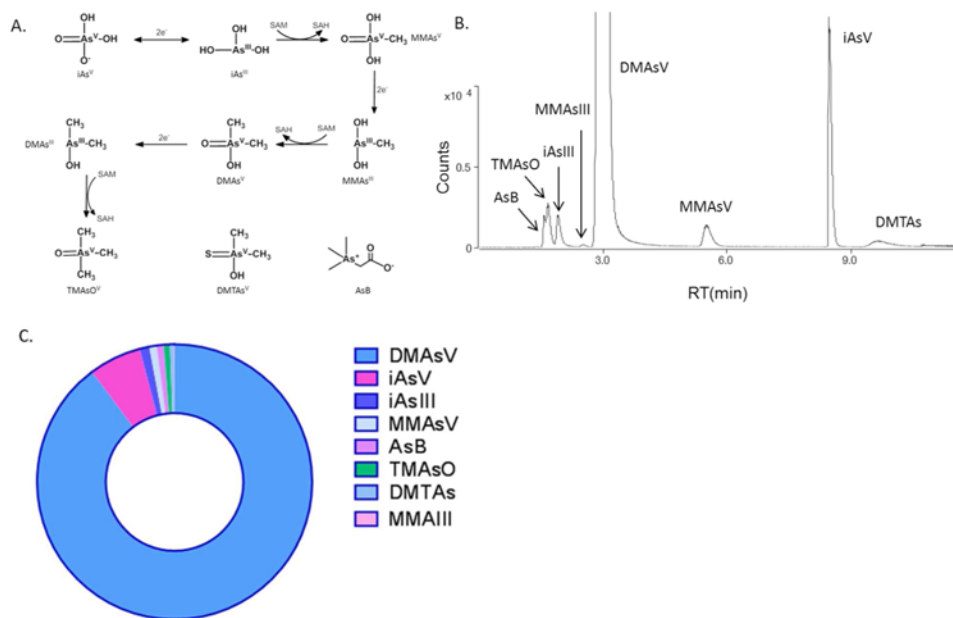 A.
OH
O=As^V-OH
O⁻
iAs^V
2e⁻
OH
HO-As^III-OH
iAs^III
SAM
SAH
OH
O=As^V-CH₃
OH
MMAs^V
2e⁻
CH₃
DMAs^III
As^III-CH₃
OH
2e⁻
CH₃
O=As^V-CH₃
OH
DMAs^V
SAH
SAM
OH
As^III-CH₃
OH
MMAs^III
SAM
SAH
CH₃
O=As^V-CH₃
CH₃
TMAsO^V
CH₃
S=As^V-CH₃
OH
DMTAs^V
As⁺
O
O⁻
AsB
B.
x10 ⁴
Counts
0.5
0
AsB
TMAsO
iAsIII
MMAsIII
DMAsV
MMAsV
iAsV
DMTAs
3.0
6.0
9.0
RT(min)
C.
DMAsV
iAsV
iAsIII
MMAsV
AsB
TMAsO
DMTAs
MMAIII